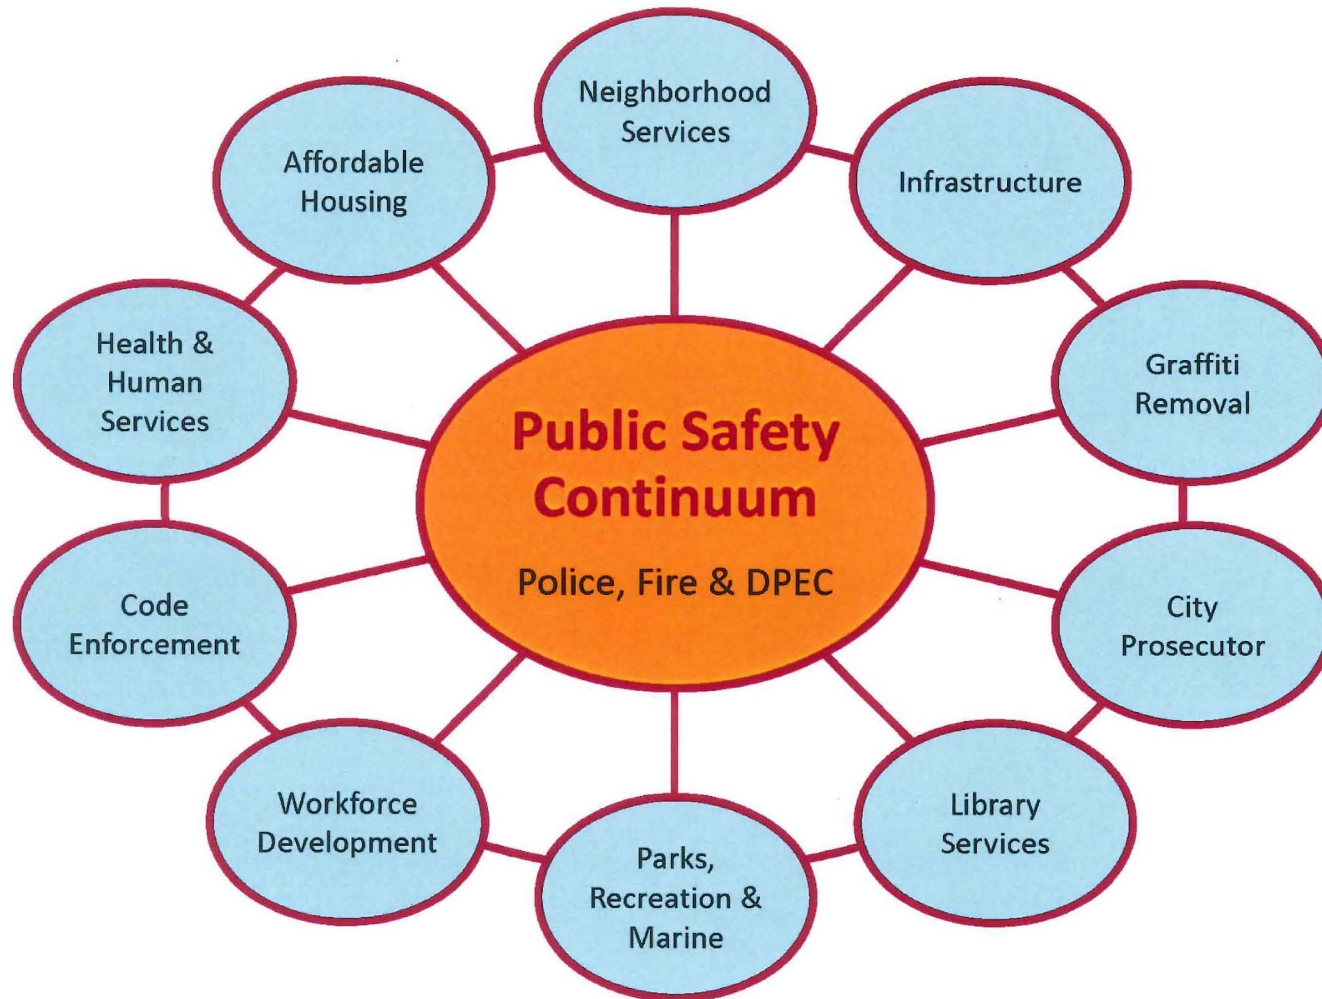 Neighborhood
Services
Affordable
Housing
Infrastructure
Health &
Human
Services
Graffiti
Removal
Public Safety
Continuum
Police, Fire & DPEC
Code
Enforcement
City
Prosecutor
Workforce
Development
Library
Services
Parks,
Recreation &
Marine